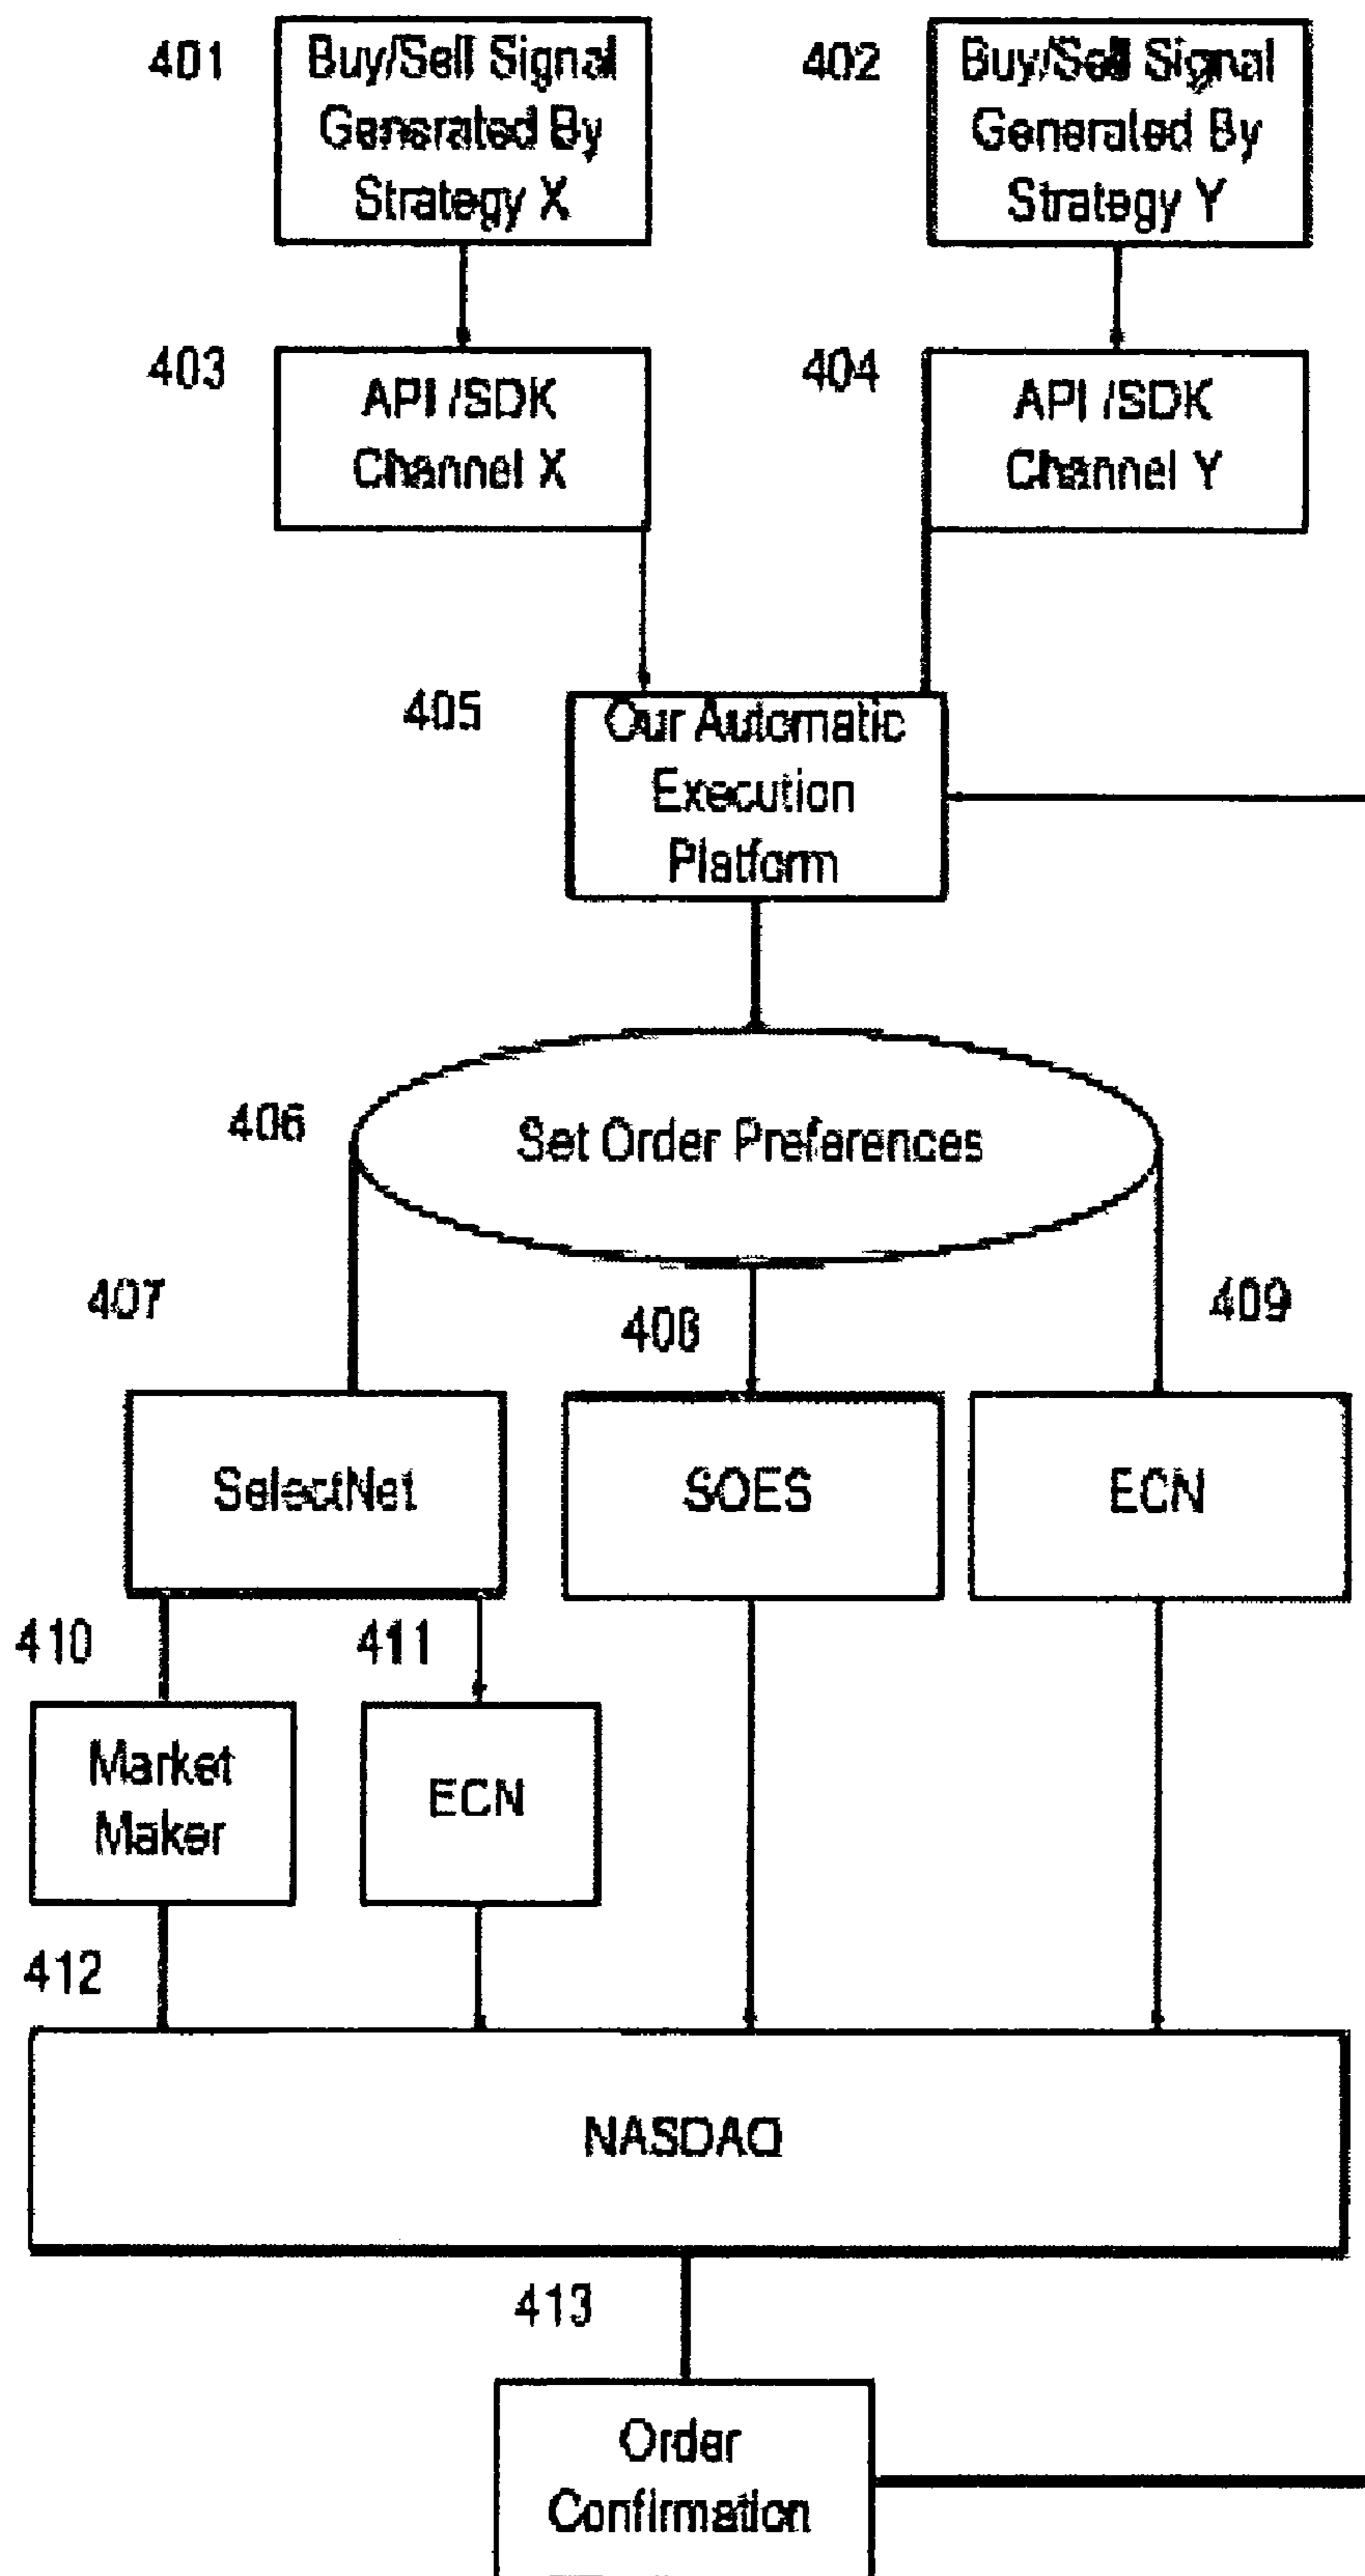 401
Buy/Sell Signal
Generated By
Strategy X
402
Buy/Sell Signal
Generated By
Strategy Y
403
API /SDK
Channel X
404
API /SDK
Channel Y
405
Our Automatic
Execution
Platform
406
Set Order Preferences
407
408
409
SelectNet
SOES
ECN
410
411
Market
Maker
ECN
412
NASDAQ
413
Order
Confirmation